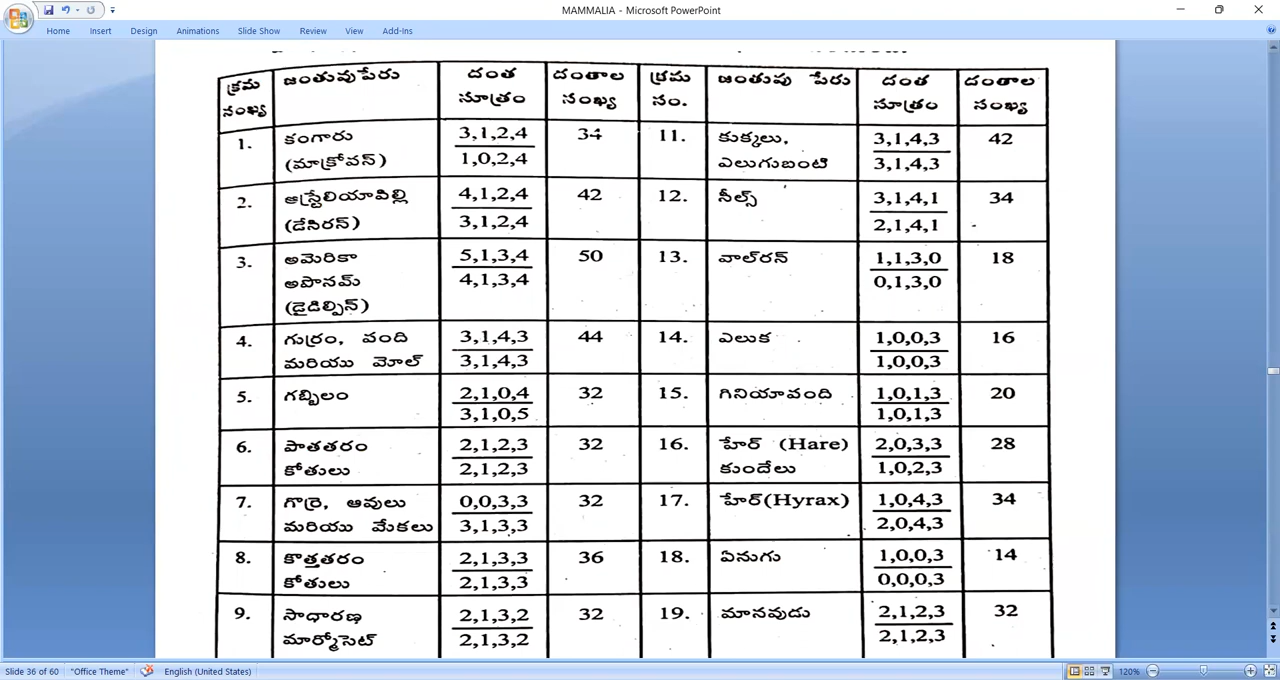 MAMMALIA - Microsoft PowerPoint
Home Insert Design Animations Slide Show Review View Add-Ins
క్రమ సంఖ్య జంతువుపేరు దంత సూత్రం దంతాల సంఖ్య క్రమ సం. జంతువు పేరు దంత సూత్రం దంతాల సంఖ్య
1. కంగారు 3,1,2,4 34 11. కుక్కలు, 3,1,4,3 42
(మాక్రోవస్) 1,0,2,4 ఎలుగుబంటి 3,1,4,3
2. ఆస్ట్రేలియాపిల్లి 4,1,2,4 42 12. సీల్స్ 3,1,4,1 34
(డేసిరస్) 3,1,2,4 2,1,4,1
3. అమెరికా 5,1,3,4 50 13. వాల్‌రస్ 1,1,3,0 18
అపొసమ్ 4,1,3,4 0,1,3,0
(డైడిల్ఫిస్)
4. గుర్రం, పంది 3,1,4,3 44 14. ఎలుక 1,0,0,3 16
మరియు మోల్ 3,1,4,3 1,0,0,3
5. గబ్బిలం 2,1,0,4 32 15. గినియాపంది 1,0,1,3 20
3,1,0,5 1,0,1,3
6. పాతతరం 2,1,2,3 32 16. హేర్ (Hare) 2,0,3,3 28
కోతులు 2,1,2,3 కుందేలు 1,0,2,3
7. గొర్రె, ఆవులు 0,0,3,3 32 17. హేర్(Hyrax) 1,0,4,3 34
మరియు మేకలు 3,1,3,3 2,0,4,3
8. కొత్తతరం 2,1,3,3 36 18. ఏనుగు 1,0,0,3 14
కోతులు 2,1,3,3 0,0,0,3
9. సాధారణ 2,1,3,2 32 19. మానవుడు 2,1,2,3 32
మార్మోసెట్ 2,1,3,2 2,1,2,3
Slide 36 of 60 "Office Theme" English (United States) 120%